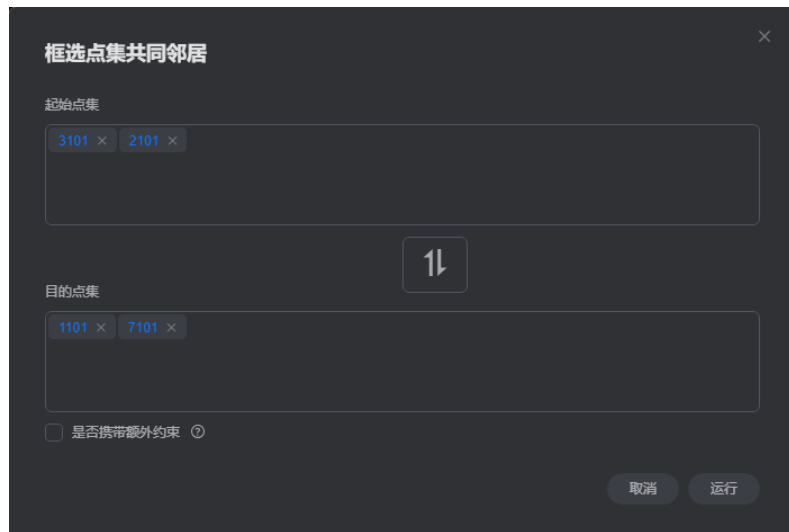 框选点集共同邻居
起始点集
3101 × 2101 ×
目的点集
1101 × 7101 ×
是否携带额外约束 ?
取消 运行